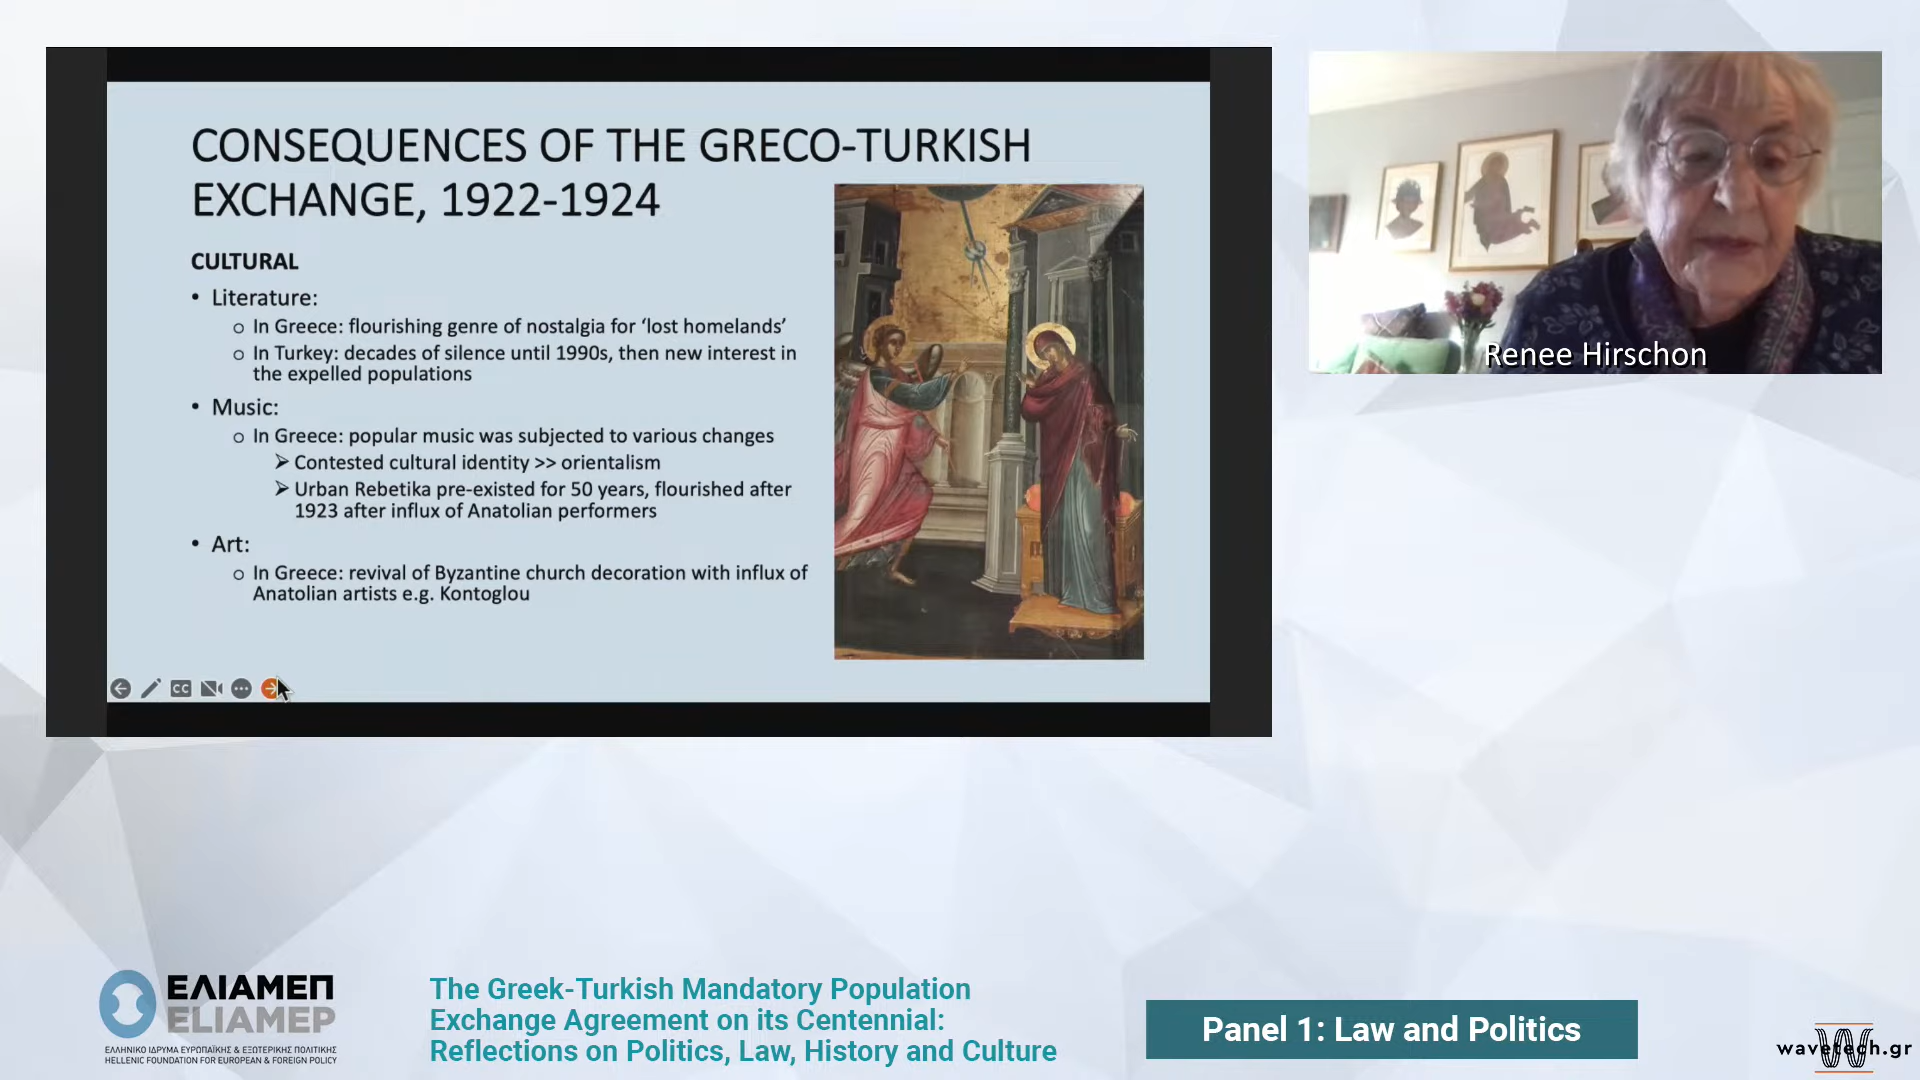 CONSEQUENCES OF THE GRECO-TURKISH
EXCHANGE, 1922-1924
CULTURAL
• Literature:
o In Greece: flourishing genre of nostalgia for ‘lost homelands’
o In Turkey: decades of silence until 1990s, then new interest in
the expelled populations
• Music:
o In Greece: popular music was subjected to various changes
➢ Contested cultural identity >> orientalism
➢ Urban Rebetika pre-existed for 50 years, flourished after
1923 after influx of Anatolian performers
• Art:
o In Greece: revival of Byzantine church decoration with influx of
Anatolian artists e.g. Kontoglou
CC
Renee Hirschon
ΕΛΙΑΜΕΠ
ELIAMEP
ΕΛΛΗΝΙΚΟ ΙΔΡΥΜΑ ΕΥΡΩΠΑΪΚΗΣ & ΕΞΩΤΕΡΙΚΗΣ ΠΟΛΙΤΙΚΗΣ
HELLENIC FOUNDATION FOR EUROPEAN & FOREIGN POLICY
The Greek-Turkish Mandatory Population
Exchange Agreement on its Centennial:
Reflections on Politics, Law, History and Culture
Panel 1: Law and Politics
wavetech.gr